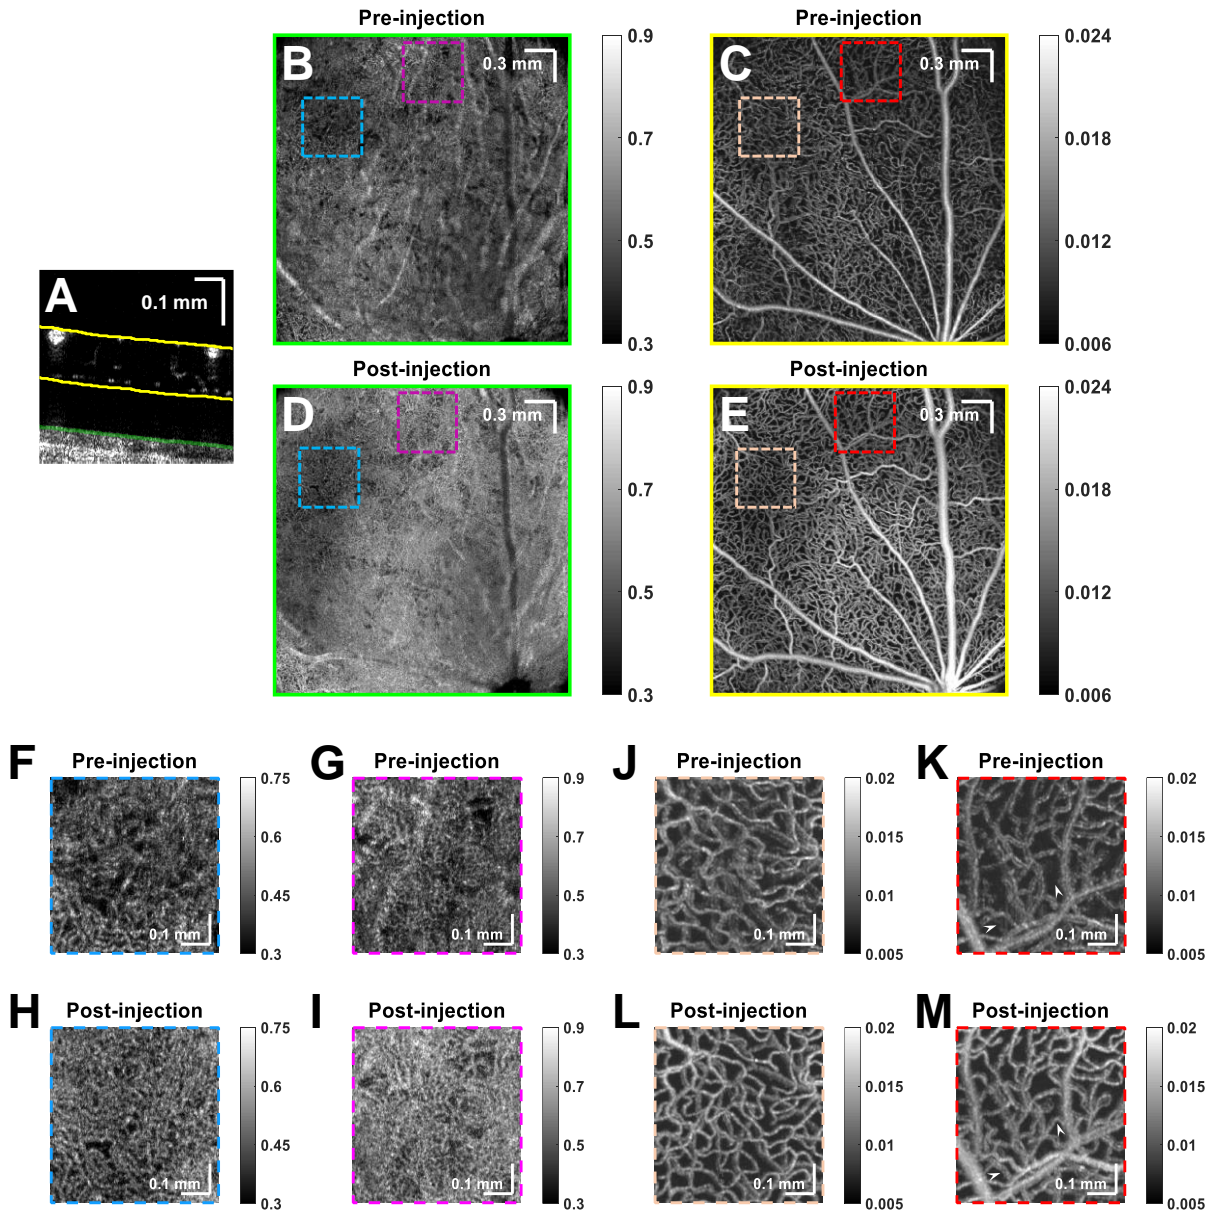 Pre-injection
Pre-injection
B
0.3 mm
0.9
0.7
0.5
0.3
C
0.3 mm
0.024
0.018
0.012
0.006
A
0.1 mm
Post-injection
Post-injection
D
0.3 mm
0.9
0.7
0.5
0.3
E
0.3 mm
0.024
0.018
0.012
0.006
F
Pre-injection
0.1 mm
0.75
0.6
0.45
0.3
G
Pre-injection
0.1 mm
0.9
0.7
0.5
0.3
J
Pre-injection
0.1 mm
0.02
0.015
0.01
0.005
K
Pre-injection
0.1 mm
0.02
0.015
0.01
0.005
H
Post-injection
0.1 mm
0.75
0.6
0.45
0.3
I
Post-injection
0.1 mm
0.9
0.7
0.5
0.3
L
Post-injection
0.1 mm
0.02
0.015
0.01
0.005
M
Post-injection
0.1 mm
0.02
0.015
0.01
0.005